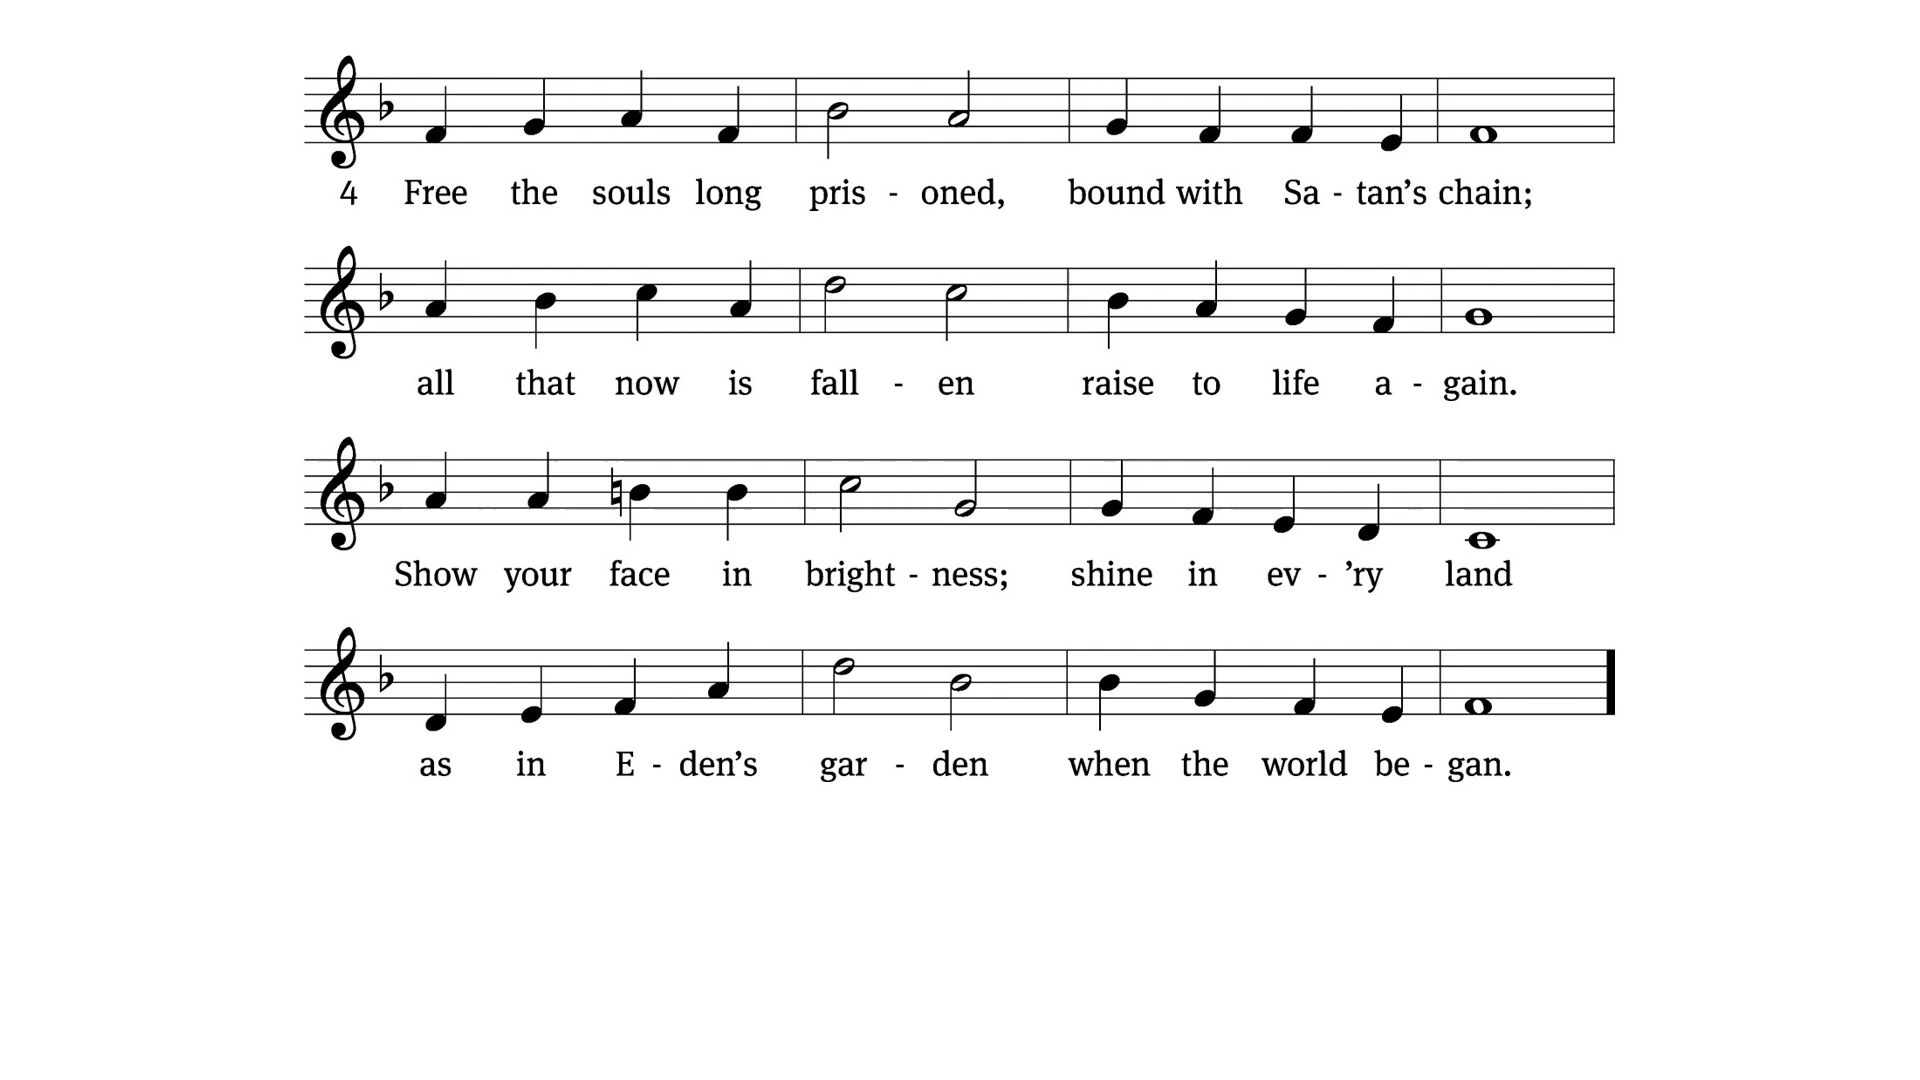 4 Free the souls long pris - oned, bound with Sa - tan’s chain;
all that now is fall - en raise to life a - gain.
Show your face in bright - ness; shine in ev - ’ry land
as in E - den’s gar - den when the world be - gan.